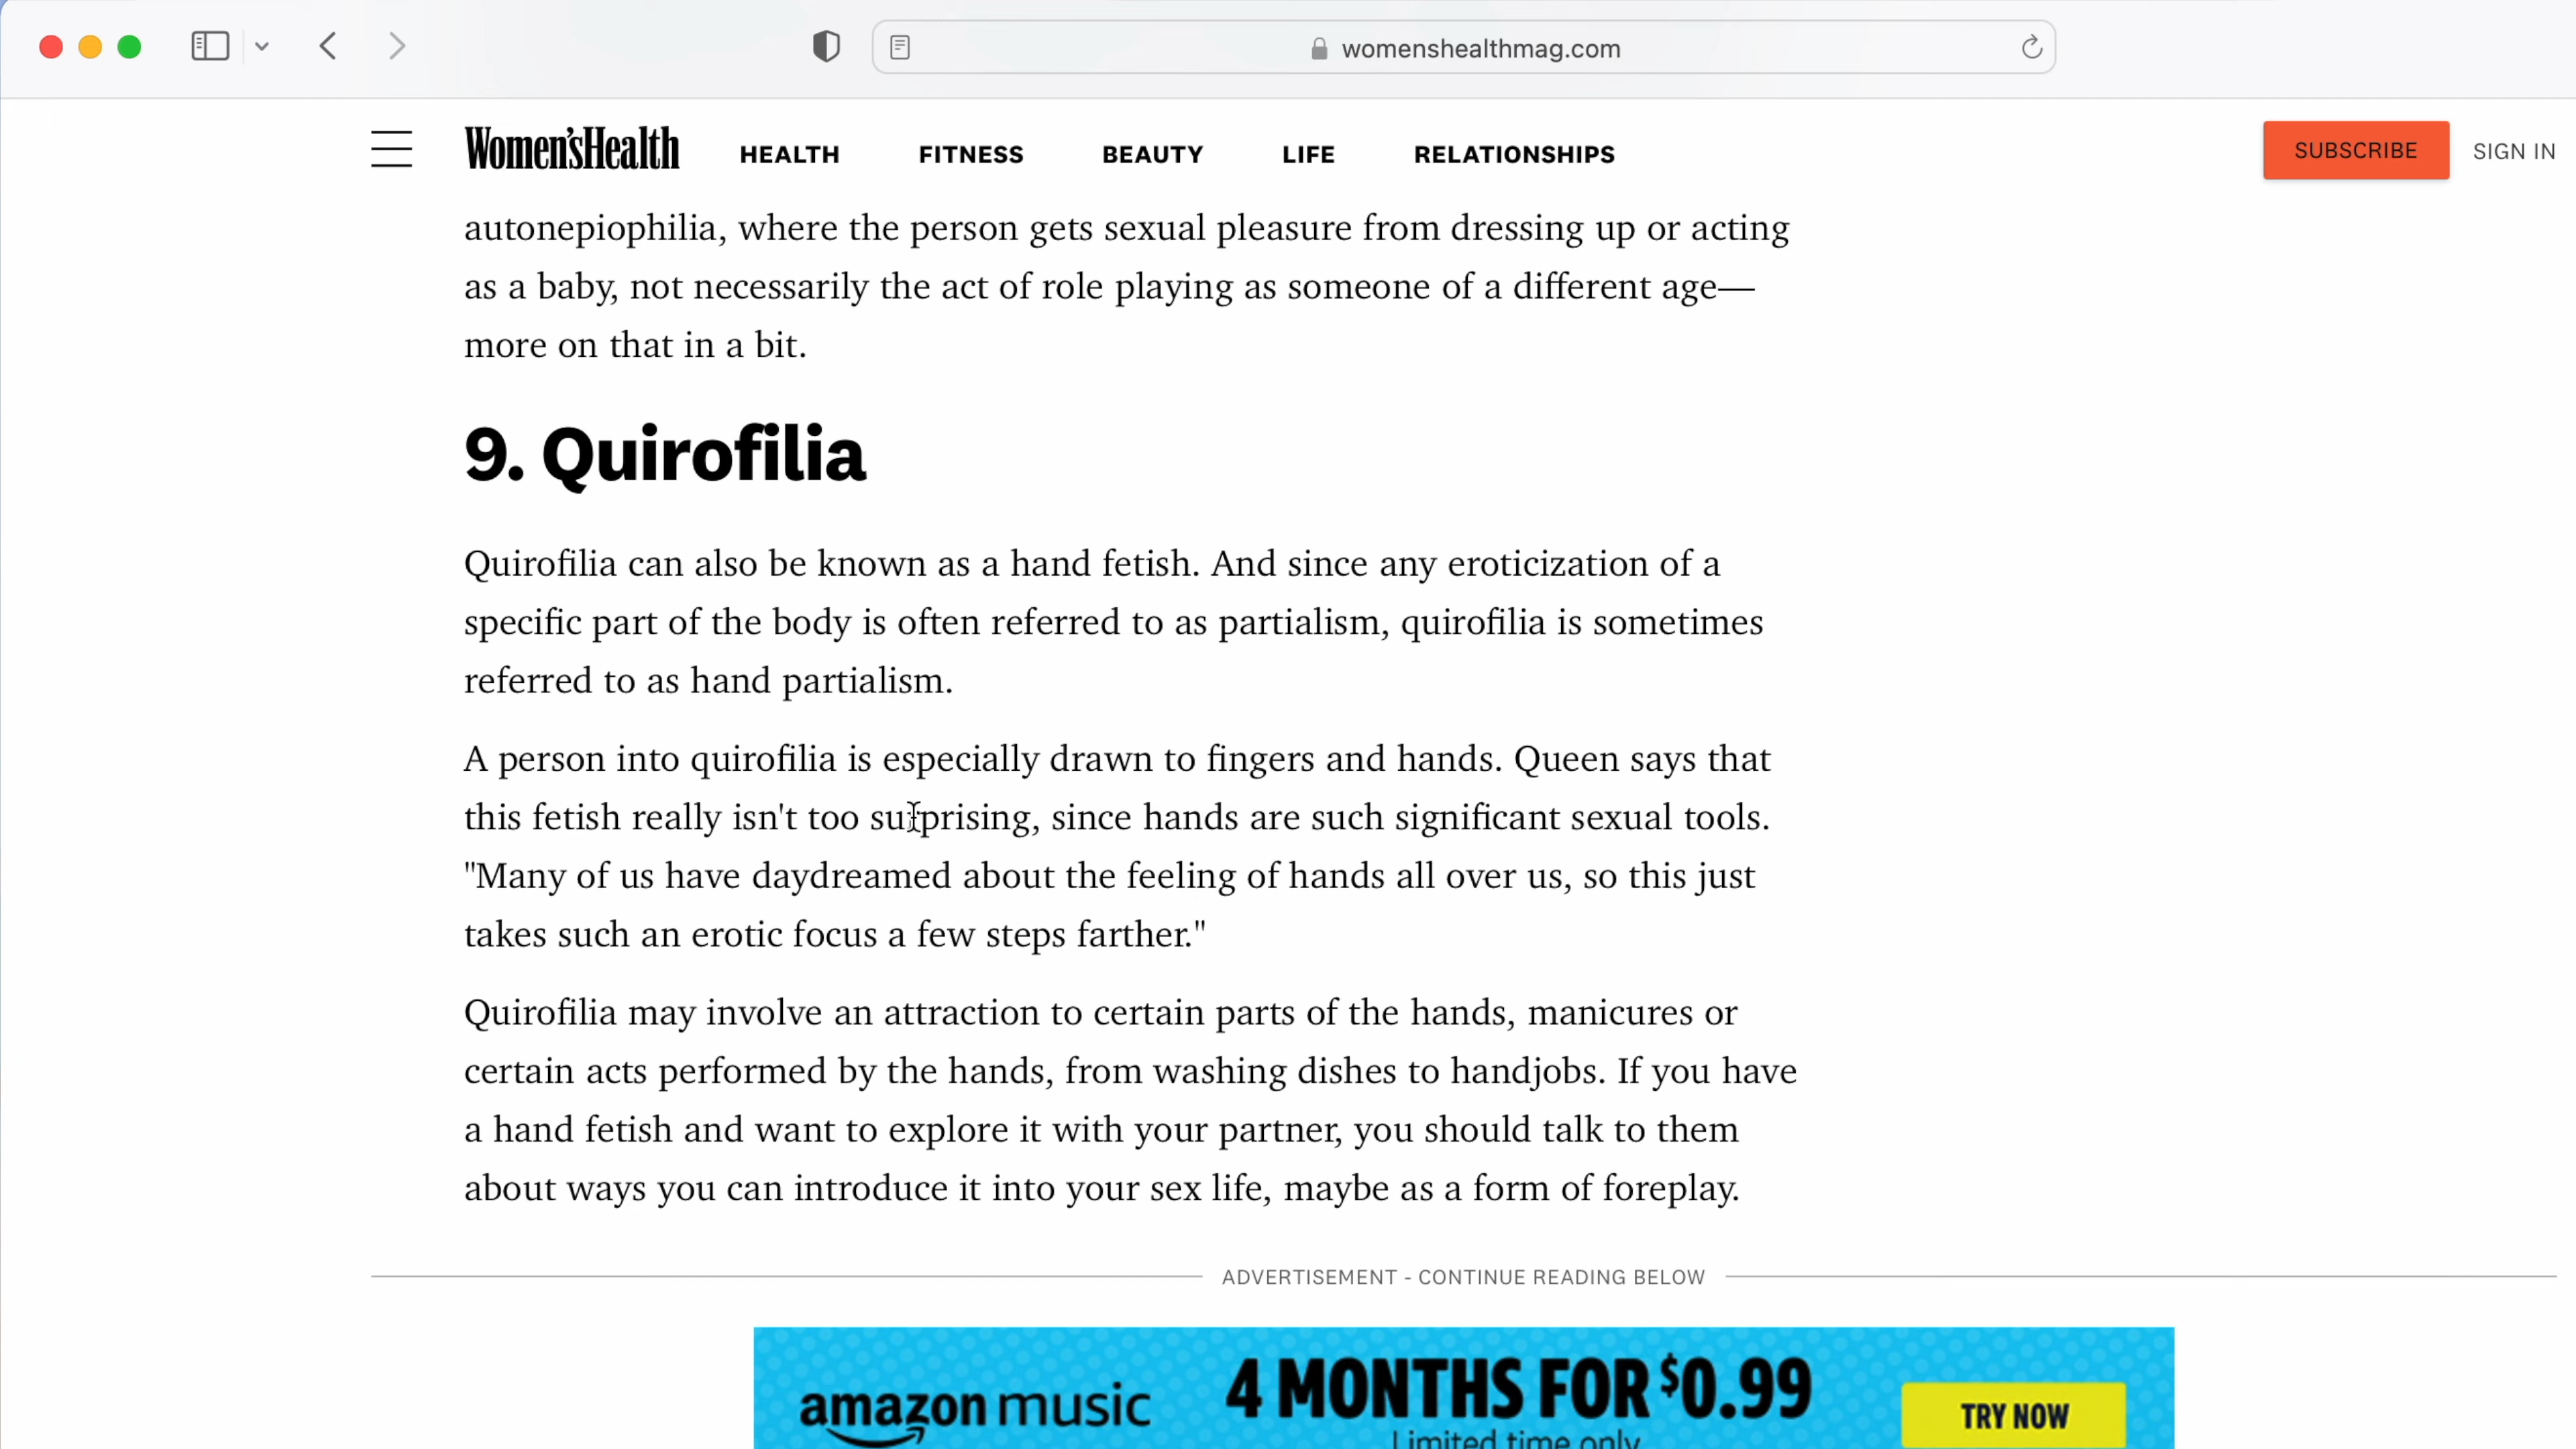 womenshealthmag.com
Women'sHealth HEALTH FITNESS BEAUTY LIFE RELATIONSHIPS SUBSCRIBE SIGN IN
autonepiophilia, where the person gets sexual pleasure from dressing up or acting
as a baby, not necessarily the act of role playing as someone of a different age—
more on that in a bit.
9. Quirofilia
Quirofilia can also be known as a hand fetish. And since any eroticization of a
specific part of the body is often referred to as partialism, quirofilia is sometimes
referred to as hand partialism.
A person into quirofilia is especially drawn to fingers and hands. Queen says that
this fetish really isn't too surprising, since hands are such significant sexual tools.
"Many of us have daydreamed about the feeling of hands all over us, so this just
takes such an erotic focus a few steps farther."
Quirofilia may involve an attraction to certain parts of the hands, manicures or
certain acts performed by the hands, from washing dishes to handjobs. If you have
a hand fetish and want to explore it with your partner, you should talk to them
about ways you can introduce it into your sex life, maybe as a form of foreplay.
ADVERTISEMENT - CONTINUE READING BELOW
amazon music
4 MONTHS FOR $0.99
Limited time only
TRY NOW